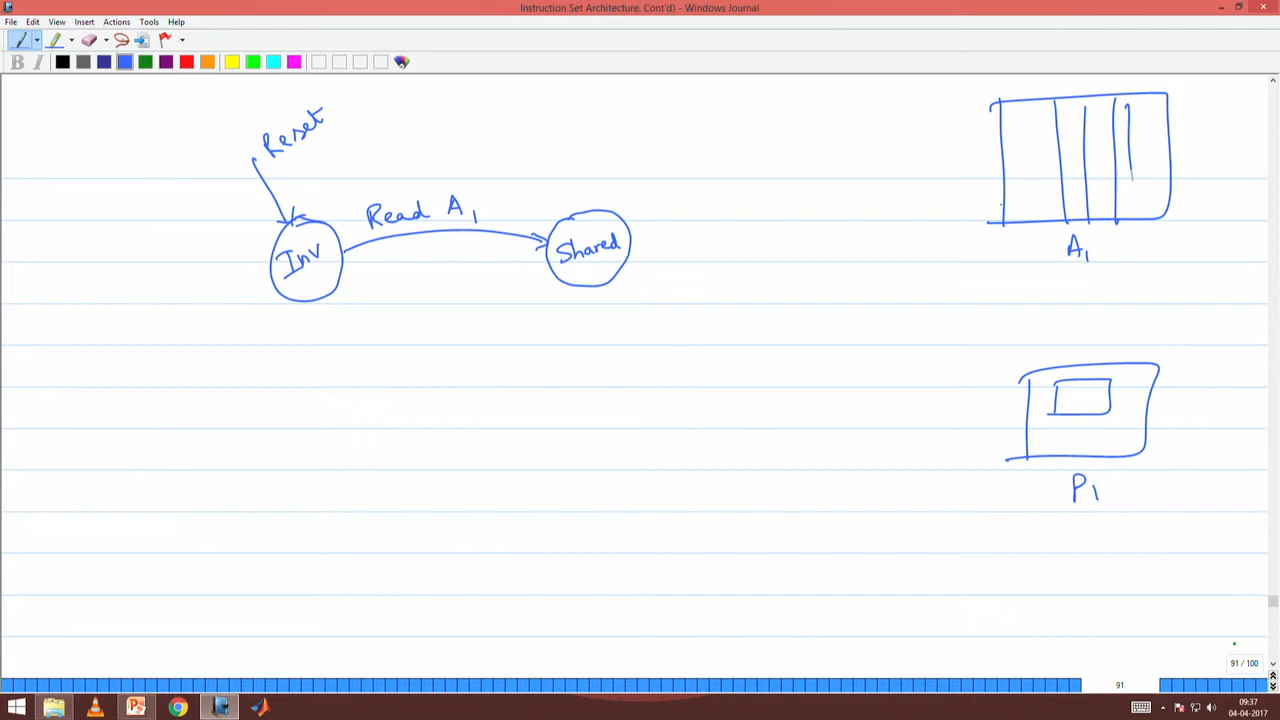 Instruction Set Architecture. Cont'd) - Windows Journal
File Edit View Insert Actions Tools Help
B I
Reset
Read A1
Inv
Shared
A1
P1
91 / 100
91
09:37
04-04-2017